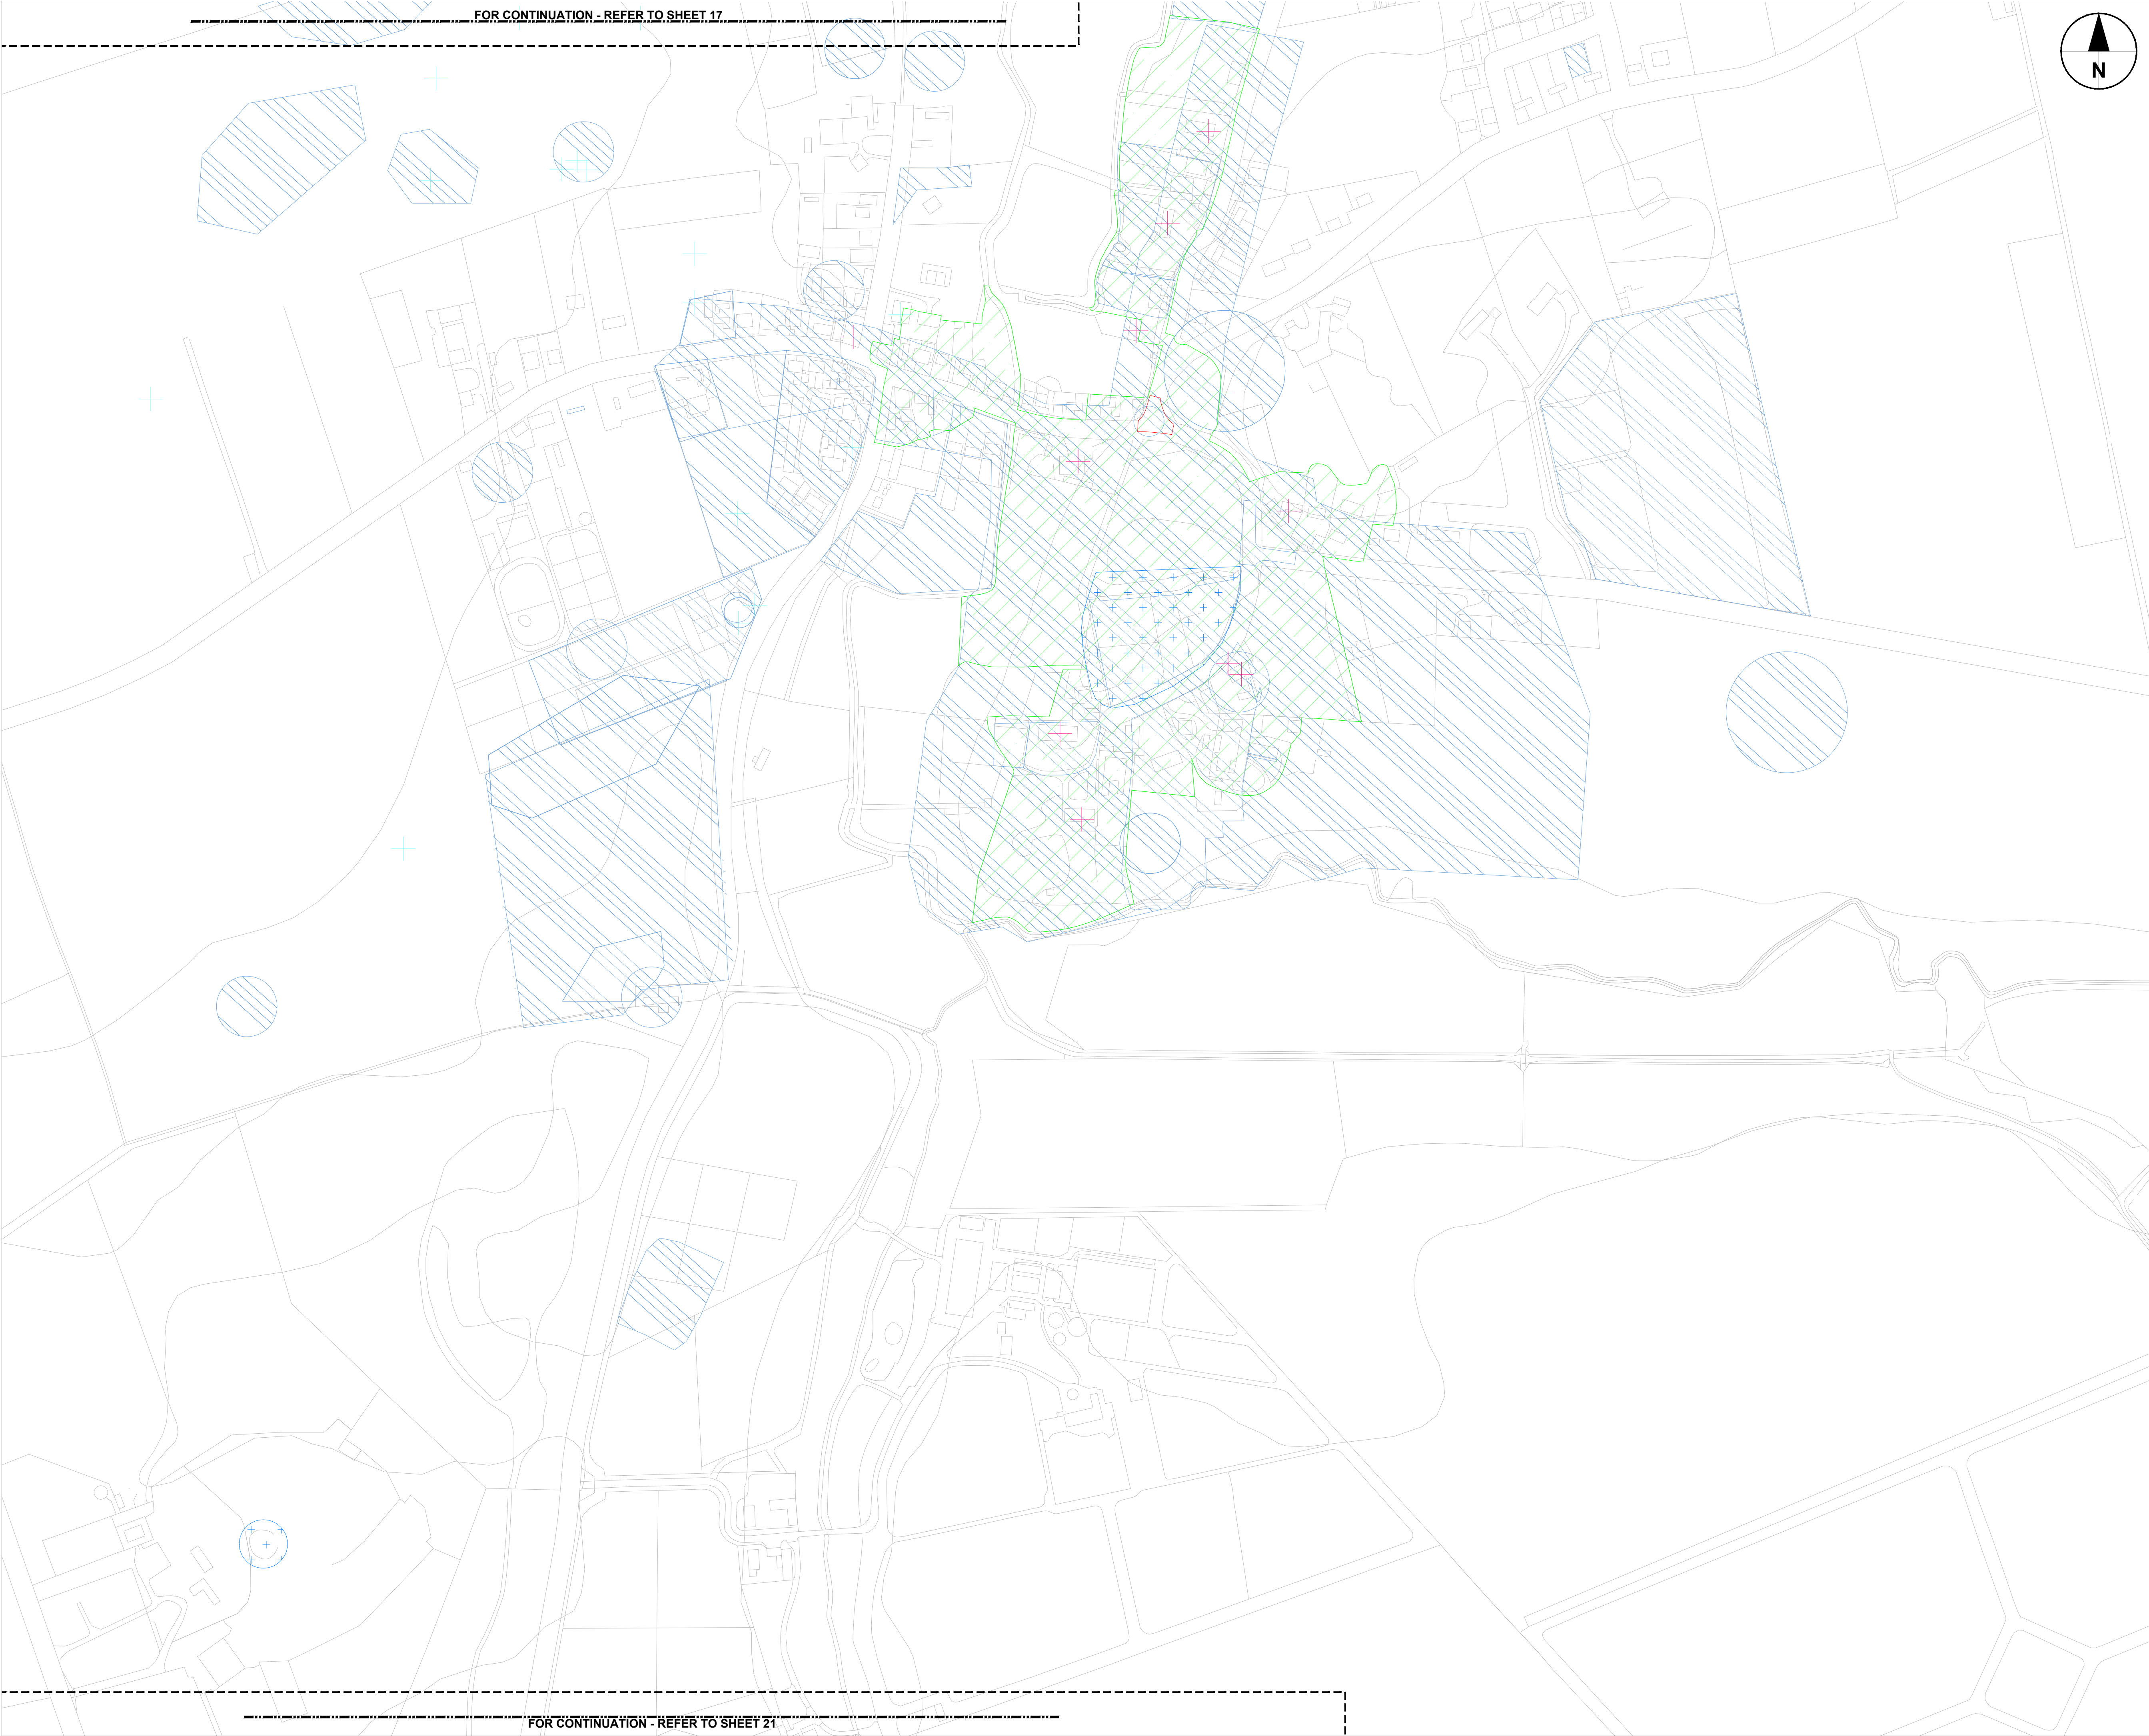 FOR CONTINUATION - REFER TO SHEET 17
N
FOR CONTINUATION - REFER TO SHEET 21